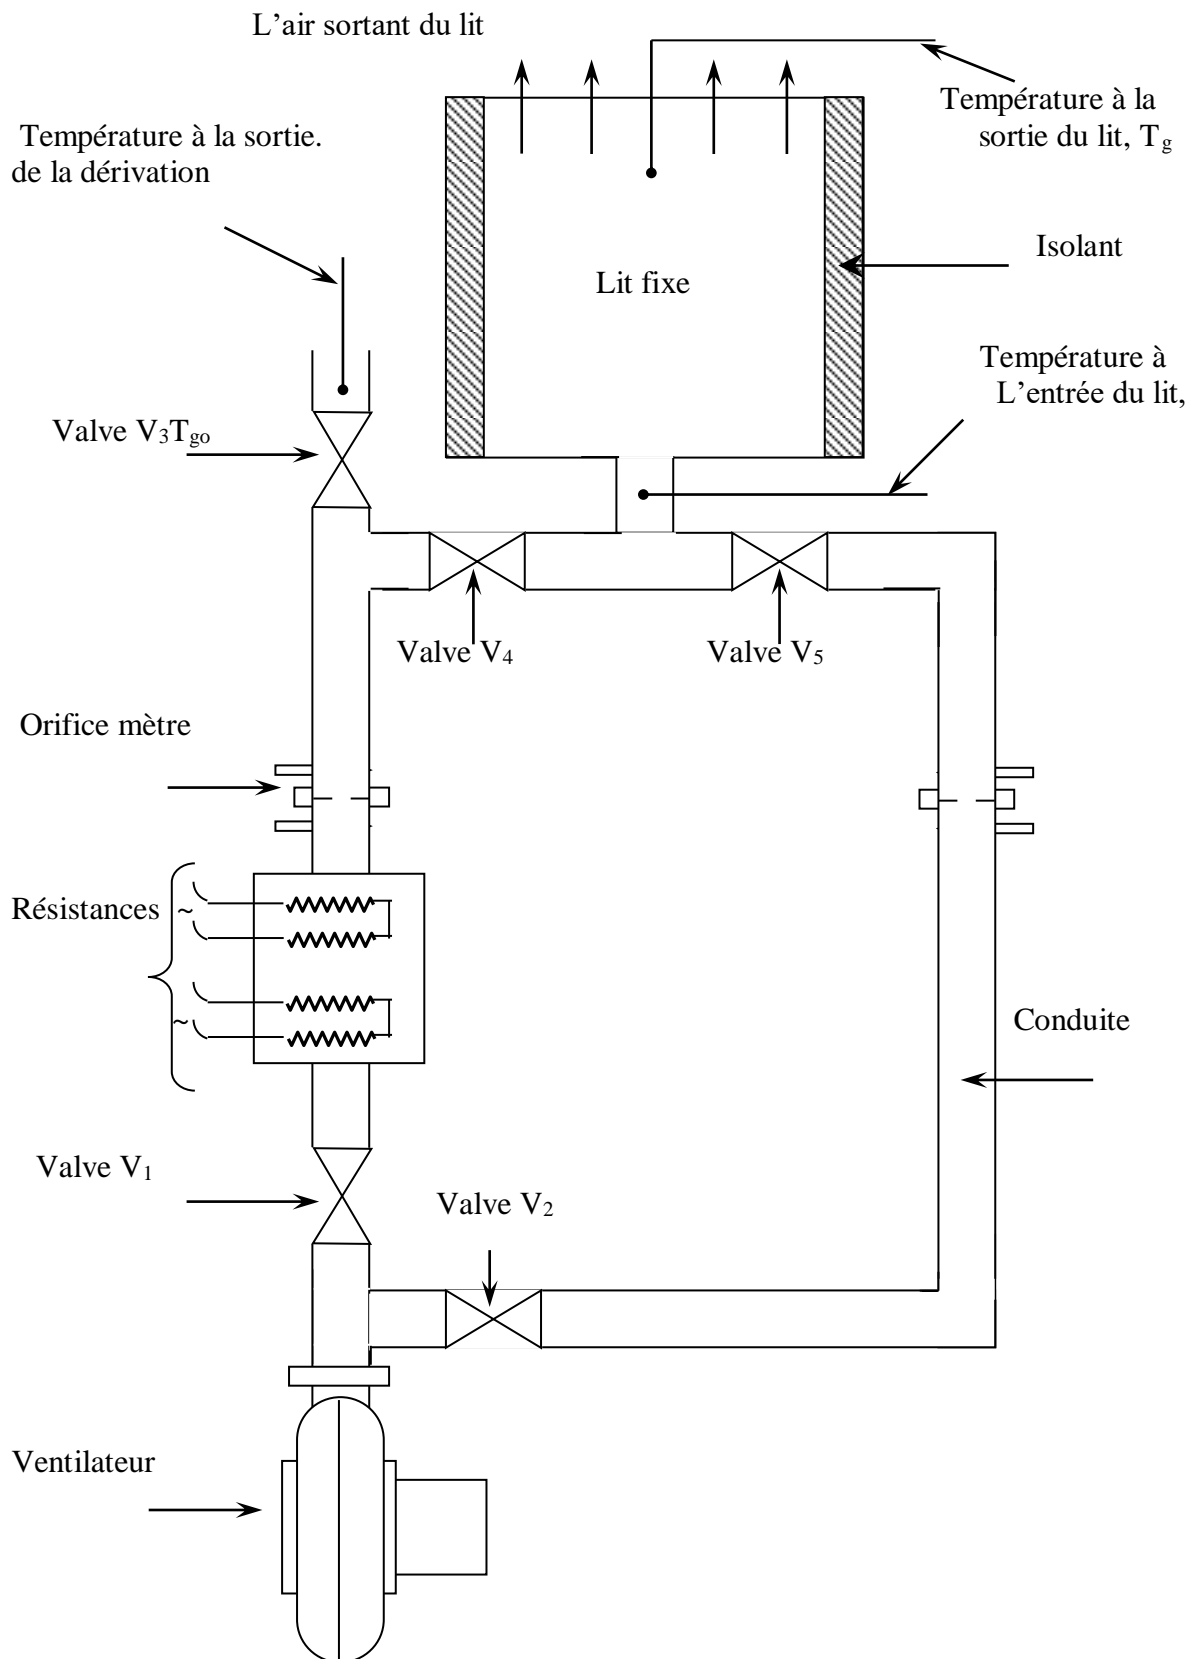 L'air sortant du lit
Température à la
sortie du lit, Tg
Température à la sortie.
de la dérivation
Isolant
Lit fixe
Température à
L'entrée du lit,
Valve V3Tgo
Valve V4
Valve V5
Orifice mètre
Résistances
~
~
Conduite
Valve V1
Valve V2
Ventilateur